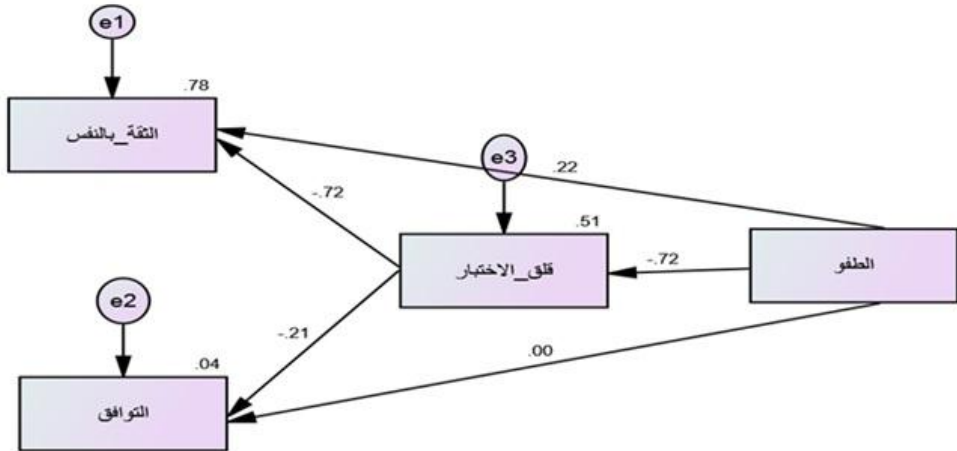 e1
.78
الثقة_بالنفس
e3
.22
-.72
.51
قلق_الاختبار
-.72
الطفو
e2
-.21
.00
.04
التوافق